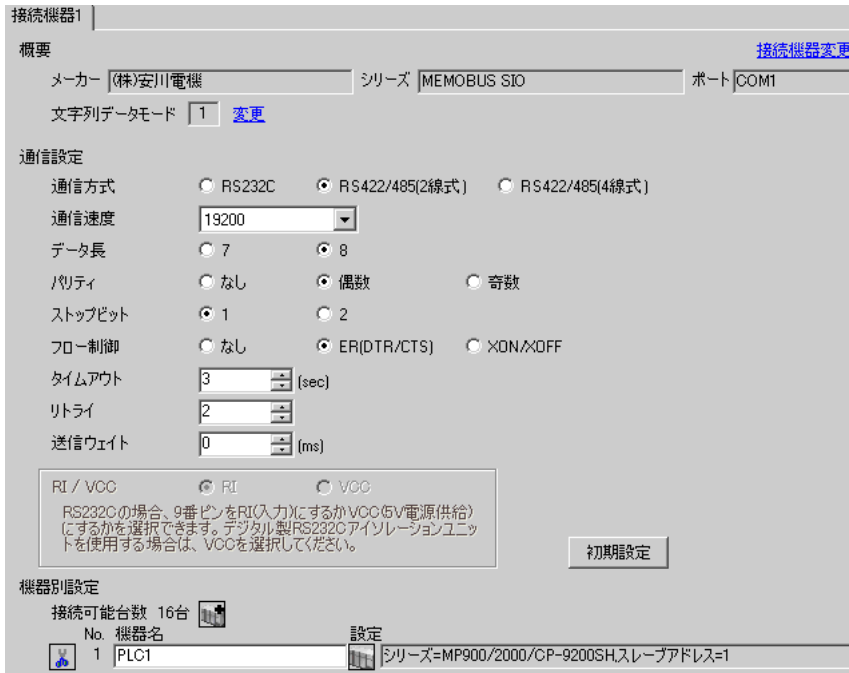 接続機器1
概要 接続機器変更
メーカー (株)安川電機 シリーズ MEMOBUS SIO ポート COM1
文字列データモード 1 変更
通信設定
通信方式 RS232C RS422/485(2線式) RS422/485(4線式)
通信速度 19200
データ長 7 8
パリティ なし 偶数 奇数
ストップビット 1 2
フロー制御 なし ER(DTR/CTS) XON/XOFF
タイムアウト 3 (sec)
リトライ 2
送信ウェイト 0 (ms)
RI / VCC RI VCC
RS232Cの場合、9番ピンをRI(入力)にするかVCC(5V電源供給)
にするかを選択できます。デジタル製RS232Cアイソレーションユニッ
トを使用する場合は、VCCを選択してください。
初期設定
機器別設定
接続可能台数 16台
No. 機器名 設定
1 PLC1 シリーズ=MP900/2000/CP-9200SH,スレーブアドレス=1